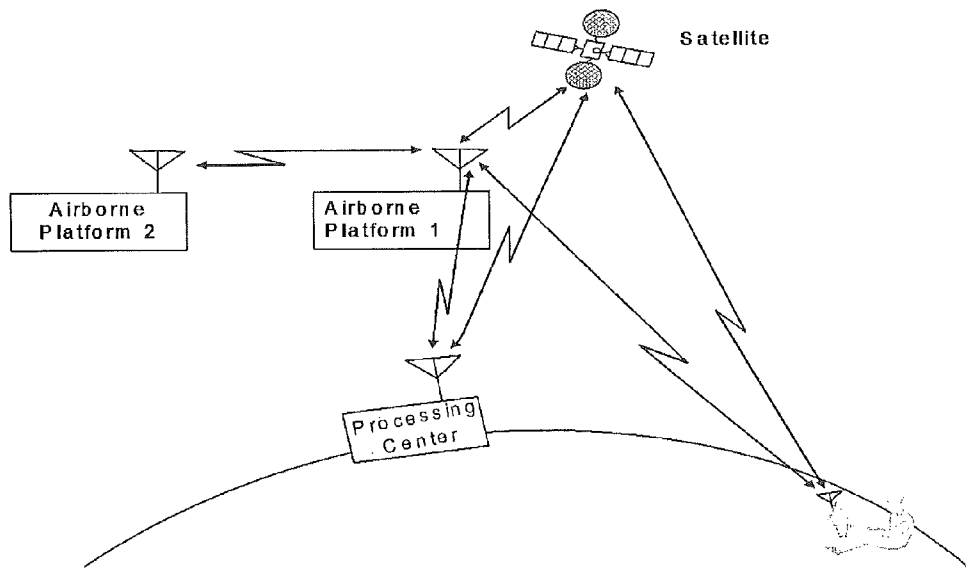 Satellite
Airborne
Platform 2
Airborne
Platform 1
Processing
Center